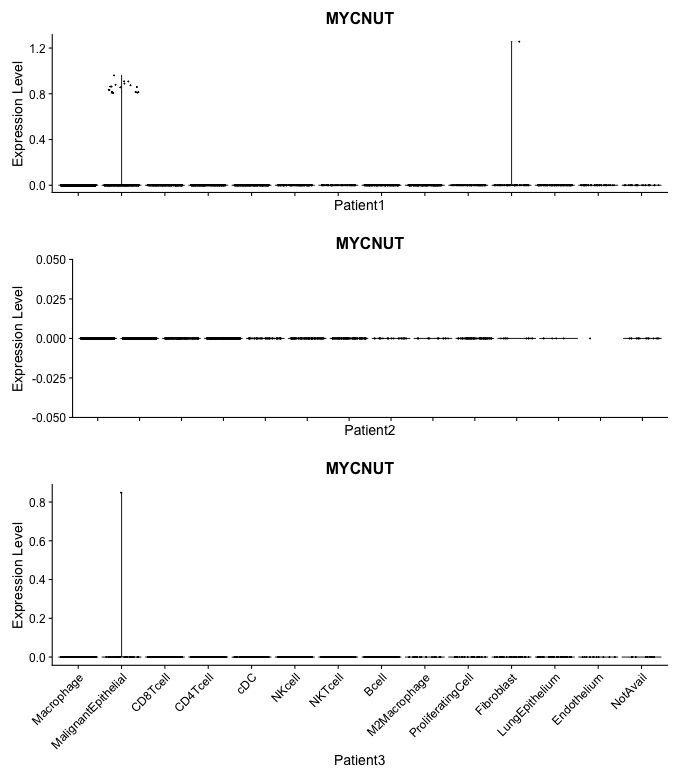 MYCNUT
Expression Level
1.2
0.8
0.4
0.0
Patient1
MYCNUT
Expression Level
0.050
0.025
0.000
-0.025
-0.050
Patient2
MYCNUT
Expression Level
0.8
0.6
0.4
0.2
0.0
Macrophage
MalignantEpithelial
CD8Tcell
CD4Tcell
cDC
NKcell
NKTcell
Bcell
M2Macrophage
ProliferatingCell
Fibroblast
LungEpithelium
Endothelium
NotAvail
Patient3